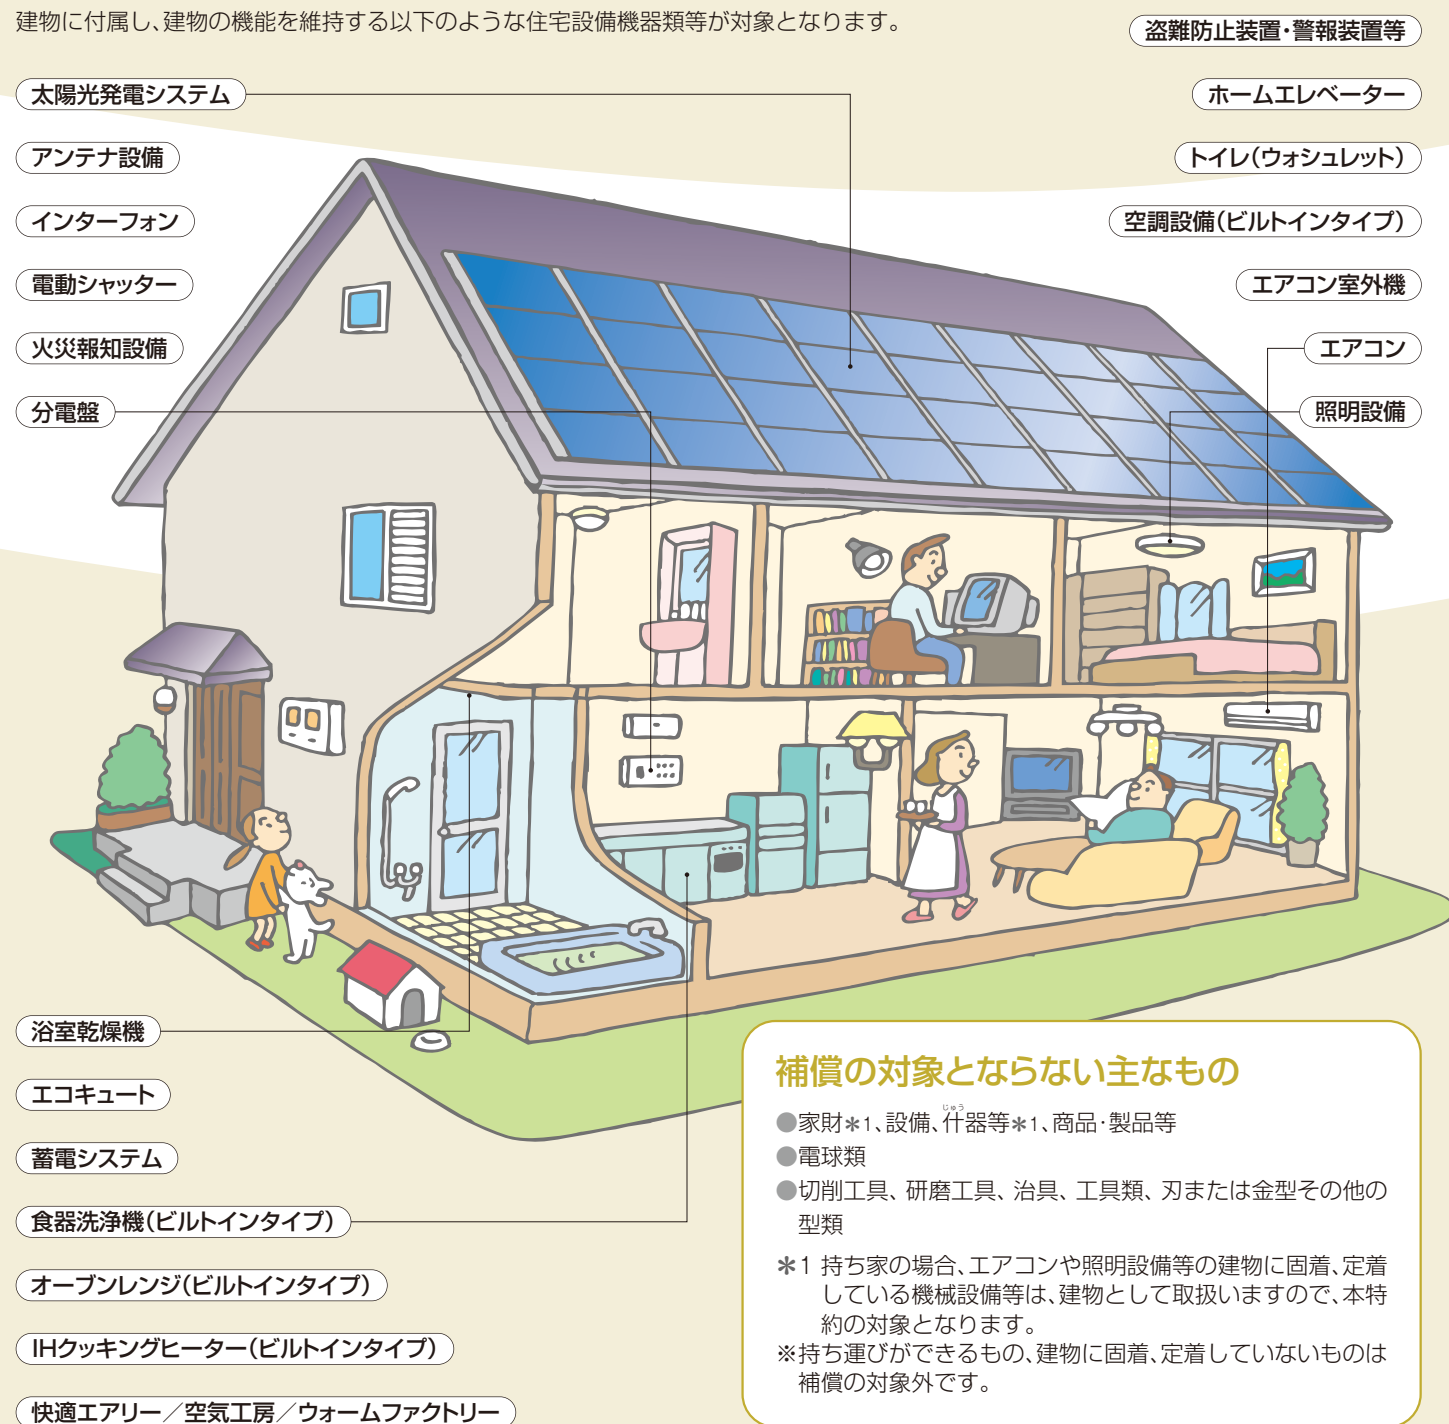 建物に付属し、建物の機能を維持する以下のような住宅設備機器類等が対象となります。
太陽光発電システム
アンテナ設備
インターフォン
電動シャッター
火災報知設備
分電盤
盗難防止装置・警報装置等
ホームエレベーター
トイレ(ウォシュレット)
空調設備(ビルトインタイプ)
エアコン室外機
エアコン
照明設備
浴室乾燥機
エコキュート
蓄電システム
食器洗浄機(ビルトインタイプ)
オーブンレンジ(ビルトインタイプ)
IHクッキングヒーター(ビルトインタイプ)
快適エアリー/空気工房/ウォームファクトリー
補償の対象とならない主なもの
じゅう
●家財*1、設備、什器等*1、商品・製品等
●電球類
●切削工具、研磨工具、治具、工具類、刃または金型その他の
型類
*1 持ち家の場合、エアコンや照明設備等の建物に固着、定着
している機械設備等は、建物として取扱いますので、本特
約の対象となります。
※持ち運びができるもの、建物に固着、定着していないものは
補償の対象外です。